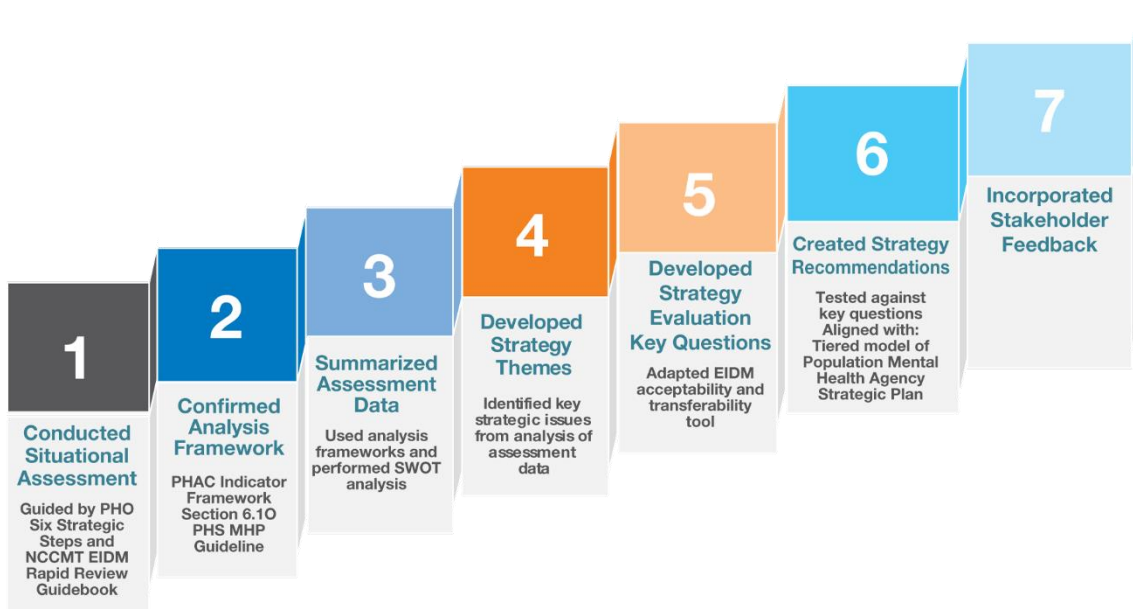 1
Conducted
Situational
Assessment
Guided by PHO
Six Strategic
Steps and
NCCMT EIDM
Rapid Review
Guidebook
2
Confirmed
Analysis
Framework
PHAC Indicator
Framework
Section 6.1O
PHS MHP
Guideline
3
Summarized
Assessment
Data
Used analysis
frameworks and
performed SWOT
analysis
4
Developed
Strategy
Themes
Identified key
strategic issues
from analysis of
assessment
data
5
Developed
Strategy
Evaluation
Key Questions
Adapted EIDM
acceptability and
transferability
tool
6
Created Strategy
Recommendations
Tested against
key questions
Aligned with:
Tiered model of
Population Mental
Health Agency
Strategic Plan
7
Incorporated
Stakeholder
Feedback